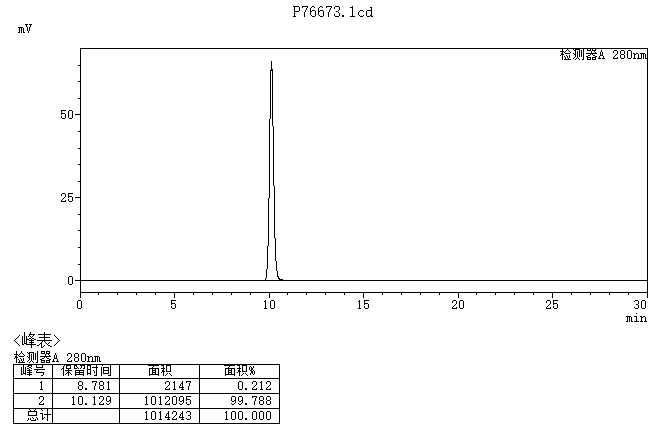 P76673.lcd
mV
检测器A 280nm
50
25
0
0 5 10 15 20 25 30
min
<峰表>
检测器A 280nm
峰号 保留时间 面积 面积%
1 8.781 2147 0.212
2 10.129 1012095 99.788
总计 1014243 100.000